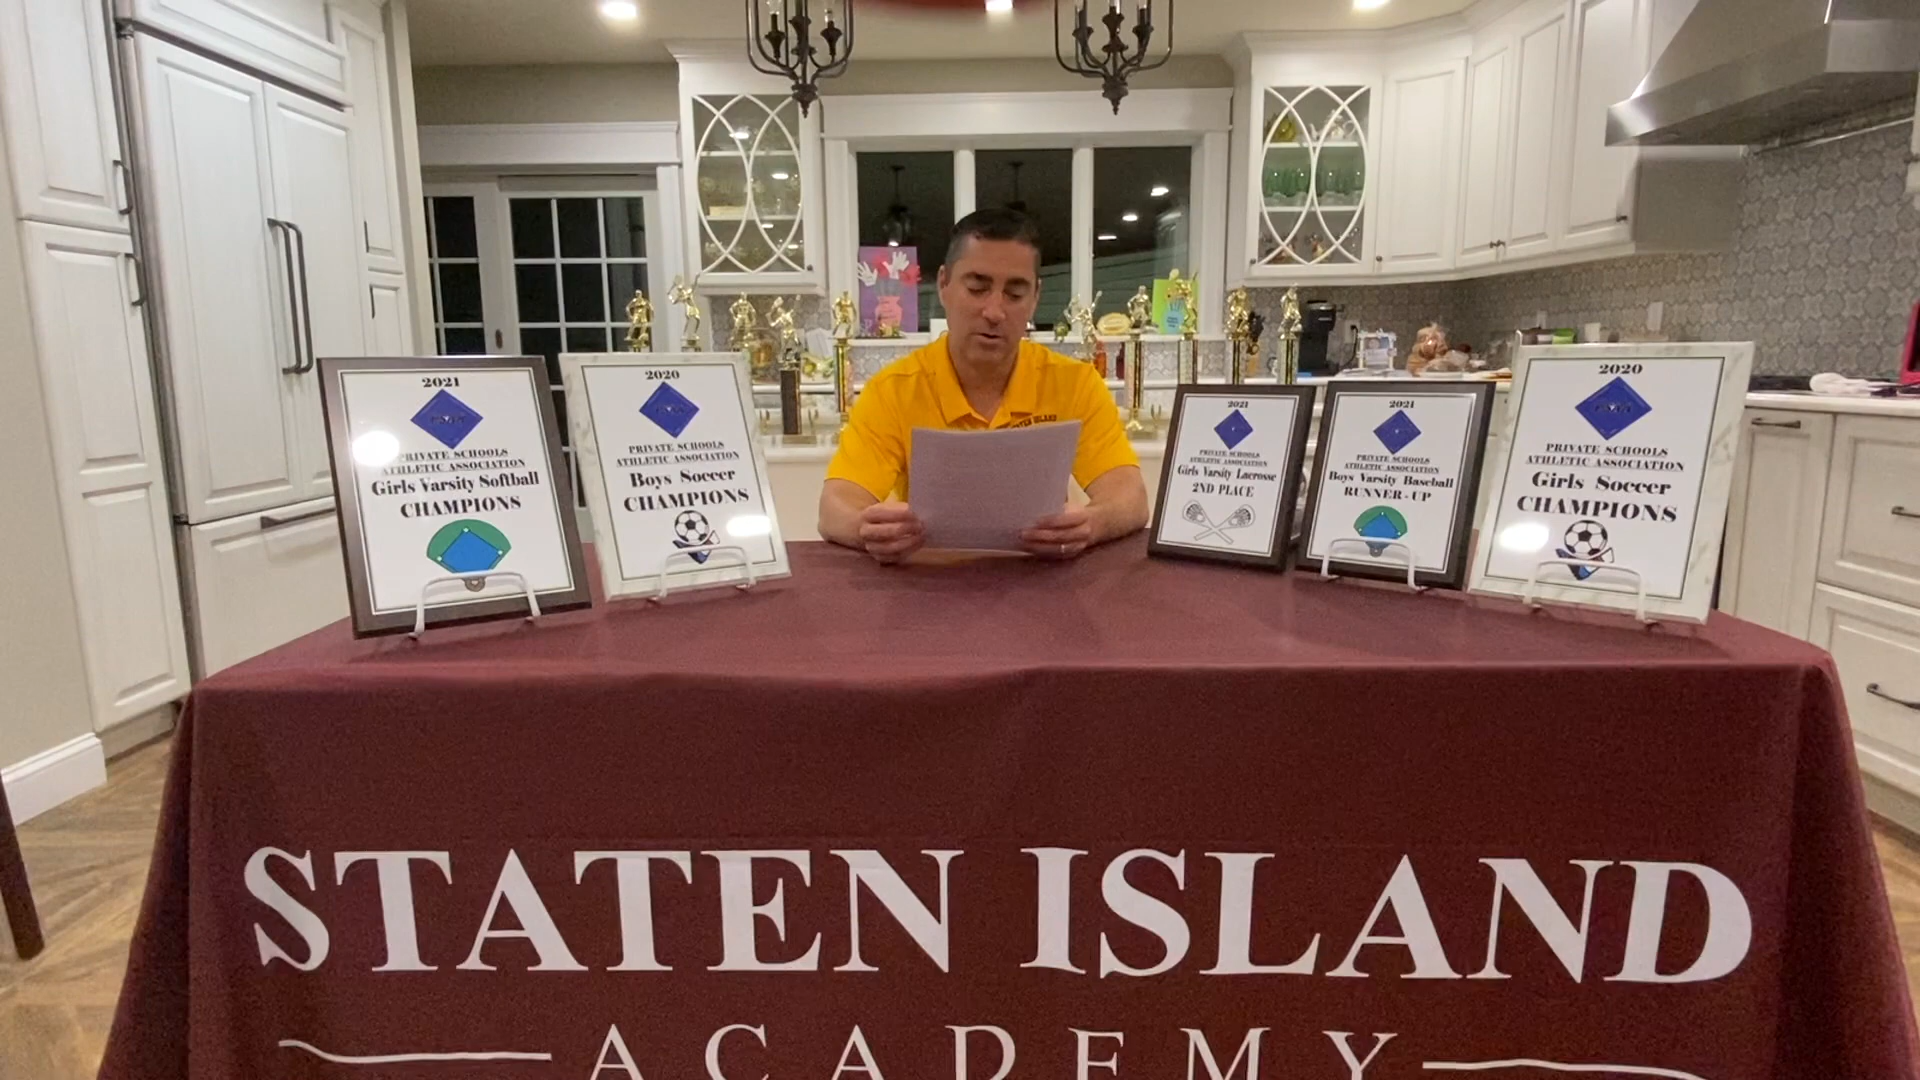 2021
PRIVATE SCHOOLS
ATHLETIC ASSOCIATION
Girls Varsity Softball
CHAMPIONS
2020
PRIVATE SCHOOLS
ATHLETIC ASSOCIATION
Boys Soccer
CHAMPIONS
2021
PRIVATE SCHOOLS
ATHLETIC ASSOCIATION
Girls Varsity Lacrosse
2ND PLACE
2021
PRIVATE SCHOOLS
ATHLETIC ASSOCIATION
Boys Varsity Baseball
RUNNER - UP
2020
PRIVATE SCHOOLS
ATHLETIC ASSOCIATION
Girls Soccer
CHAMPIONS
STATEN ISLAND
ACADEMY